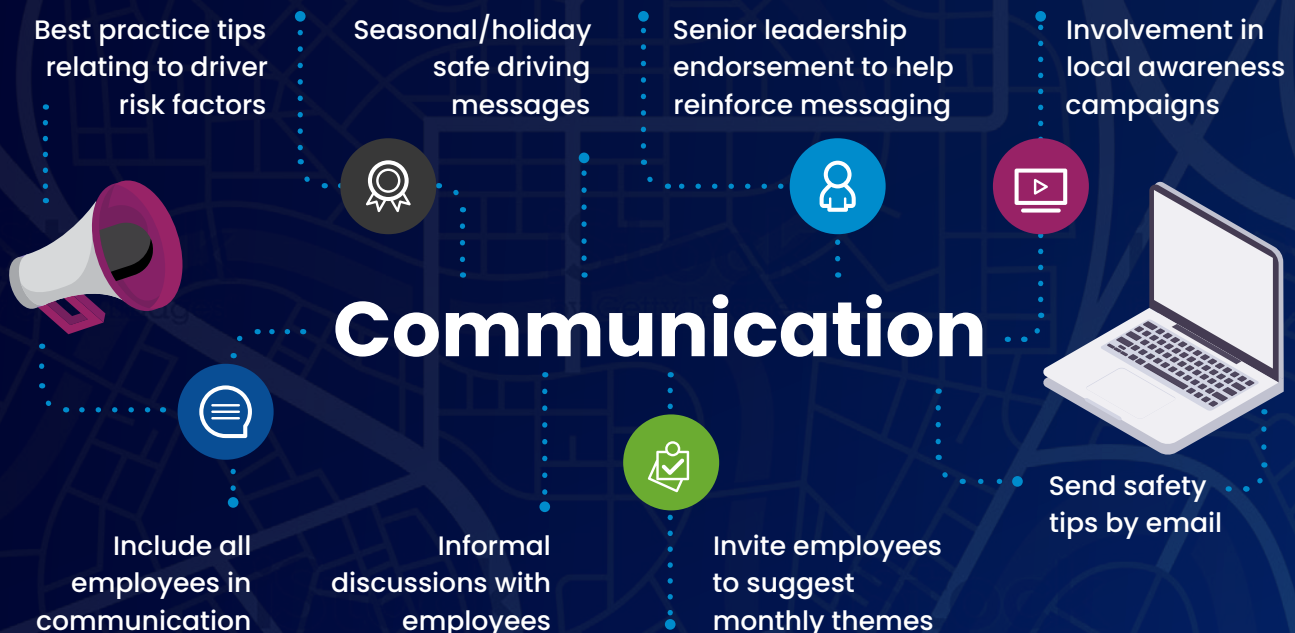 Best practice tips
relating to driver
risk factors
Seasonal/holiday
safe driving
messages
Senior leadership
endorsement to help
reinforce messaging
Involvement in
local awareness
campaigns
Communication
Send safety
tips by email
Include all
employees in
communication
Informal
discussions with
employees
Invite employees
to suggest
monthly themes